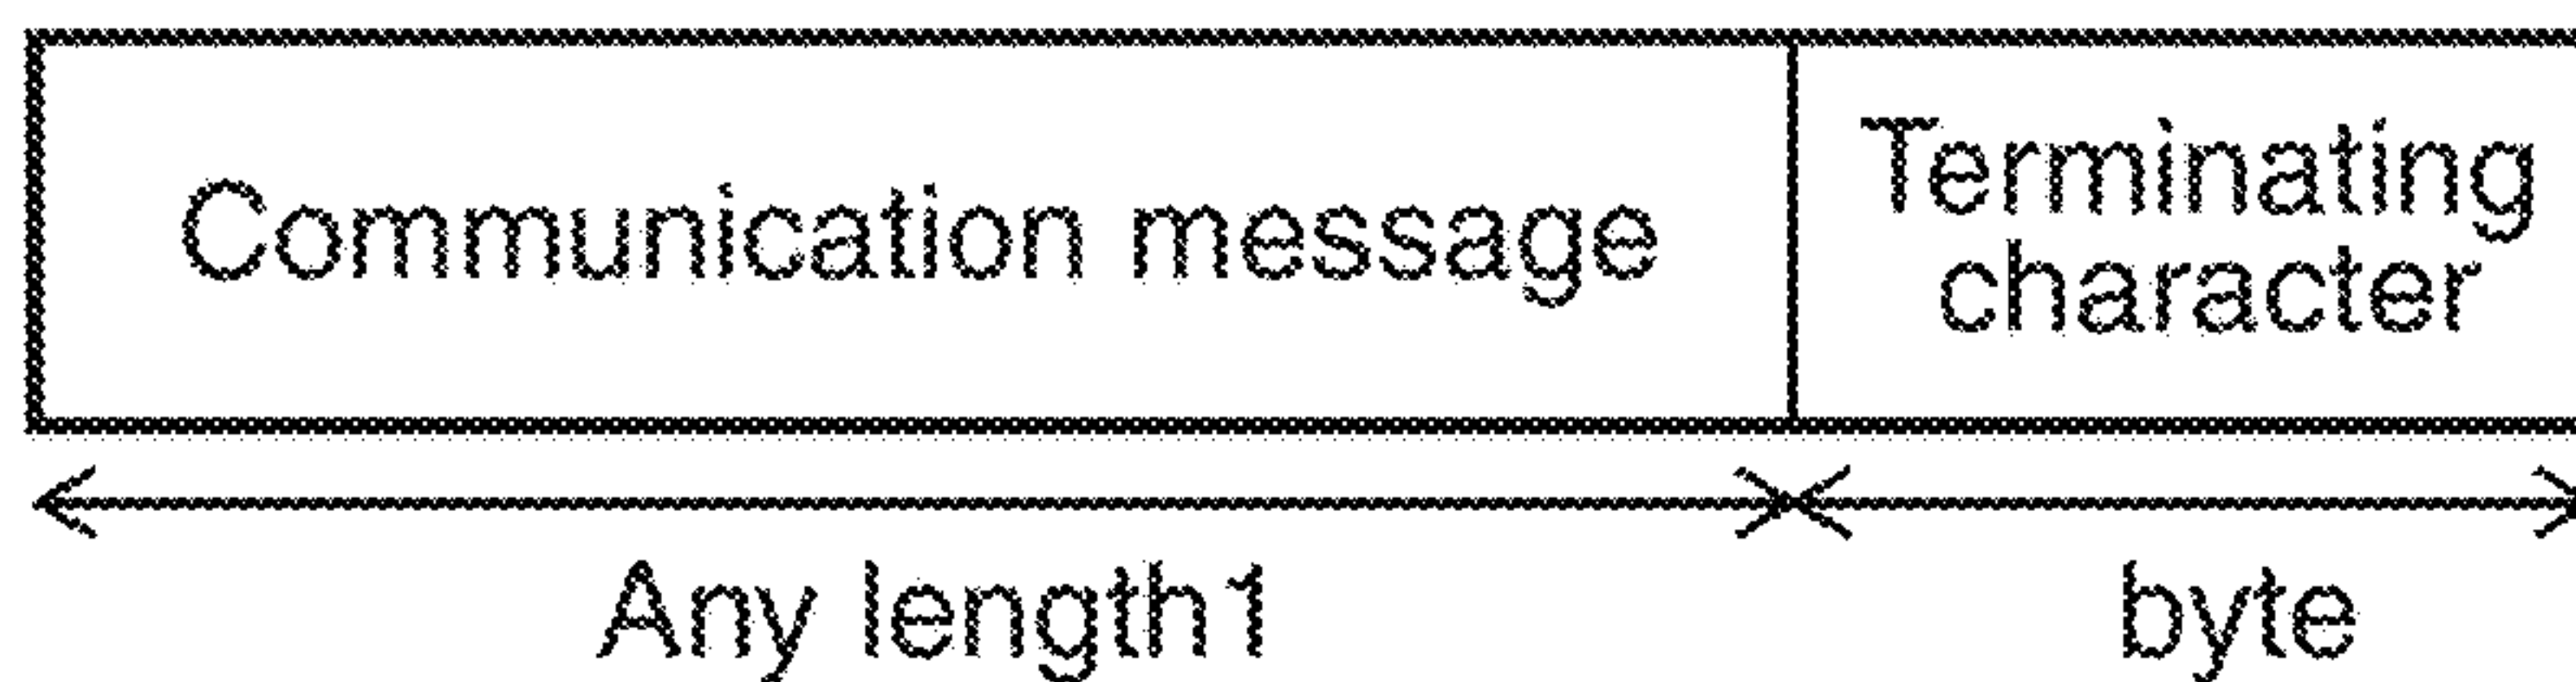 Communication message
Terminating
character
Any length1
byte